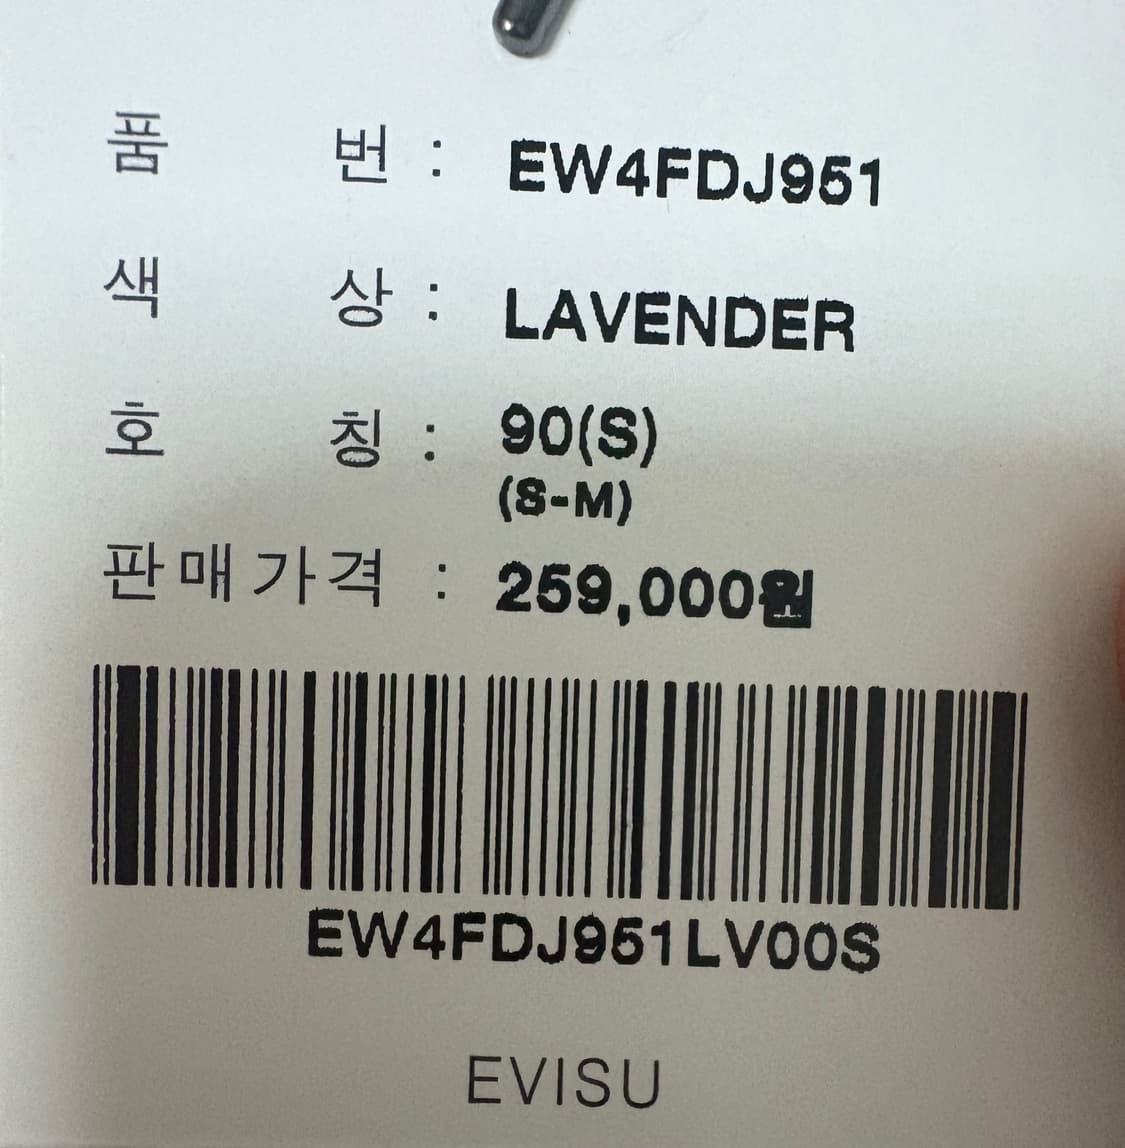 품 번 : EW4FDJ951
색 상 : LAVENDER
호 칭 : 90(S)
(S-M)
판매가격 : 259,000원
EW4FDJ951LV00S
EVISU